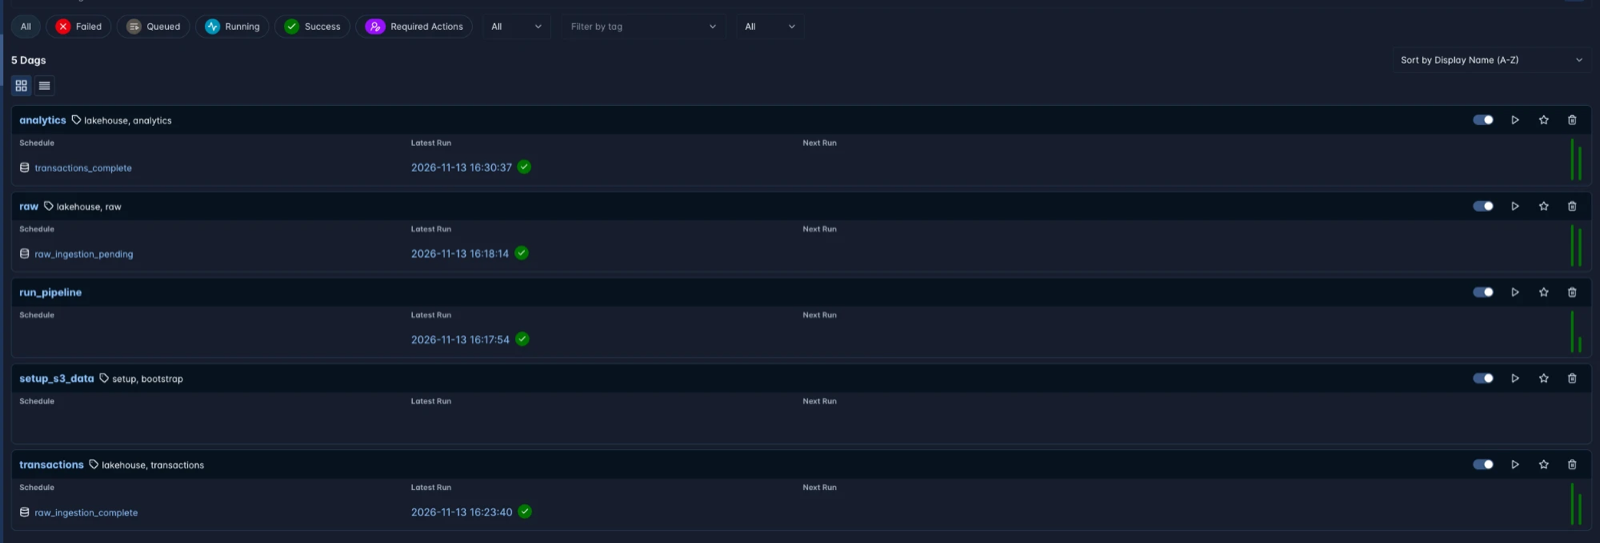 All Failed Queued Running Success Required Actions All Filter by tag All
5 Dags
Sort by Display Name (A-Z)
analytics lakehouse, analytics
Schedule Latest Run Next Run
transactions_complete 2026-11-13 16:30:37
raw lakehouse, raw
Schedule Latest Run Next Run
raw_ingestion_pending 2026-11-13 16:18:14
run_pipeline
Schedule Latest Run Next Run
2026-11-13 16:17:54
setup_s3_data setup, bootstrap
Schedule Latest Run Next Run
transactions lakehouse, transactions
Schedule Latest Run Next Run
raw_ingestion_complete 2026-11-13 16:23:40